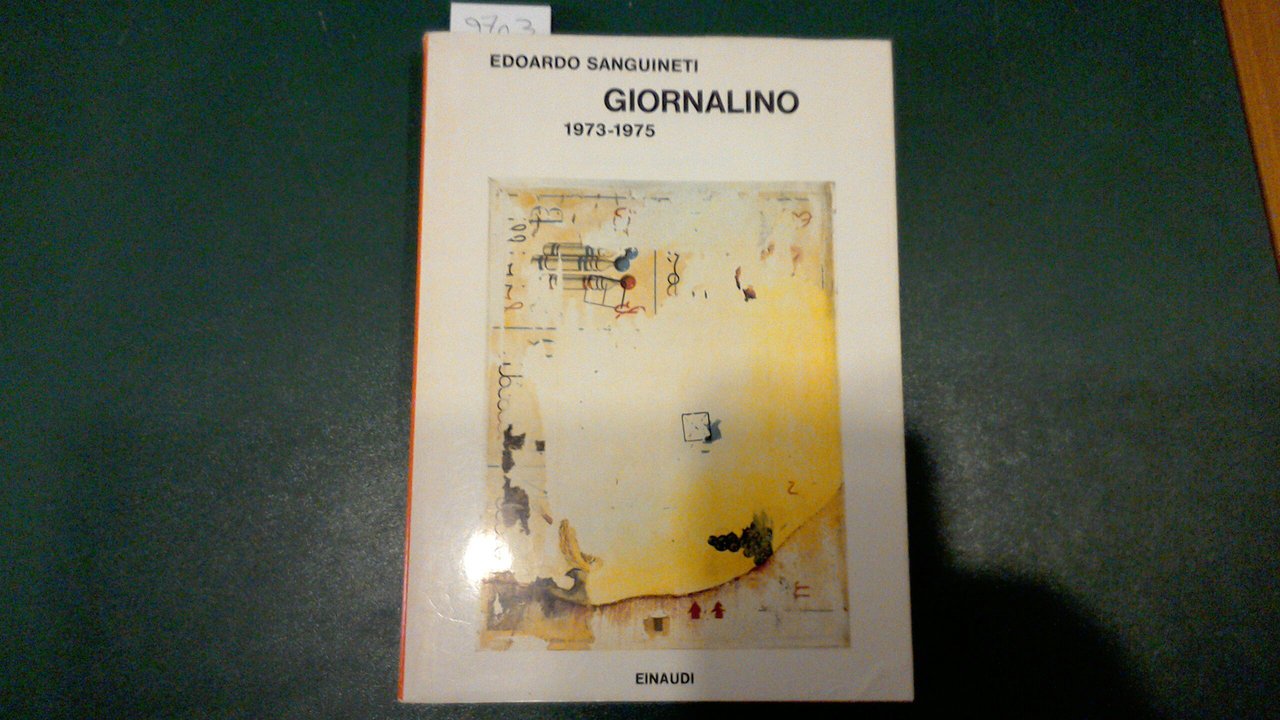 EDOARDO SANGUINETI
GIORNALINO
1973-1975
EINAUDI